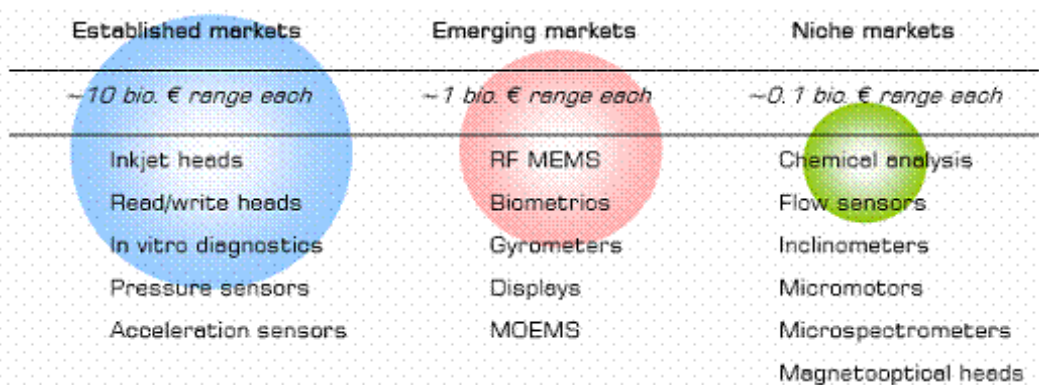 Established markets Emerging markets Niche markets
~10 bio. € range each ~1 bio. € range each ~0.1 bio. € range each
Inkjet heads RF MEMS Chemical analysis
Read/write heads Biometrics Flow sensors
In vitro diagnostics Gyrometers Inclinometers
Pressure sensors Displays Micromotors
Acceleration sensors MOEMS Microspectrometers
Magnetooptical heads